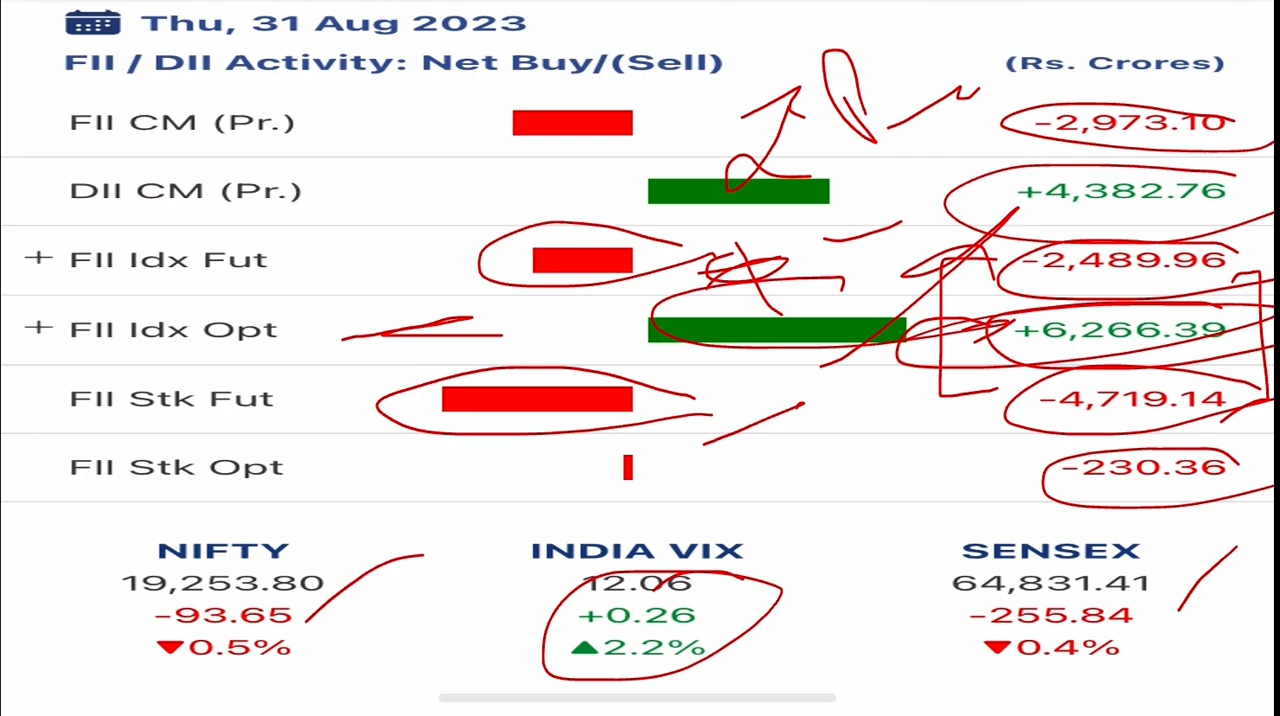 Thu, 31 Aug 2023
FII / DII Activity: Net Buy/(Sell) (Rs. Crores)
FII CM (Pr.) -2,973.10
DII CM (Pr.) +4,382.76
+ FII Idx Fut -2,489.96
+ FII Idx Opt +6,266.39
FII Stk Fut -4,719.14
FII Stk Opt -230.36
NIFTY INDIA VIX SENSEX
19,253.80 12.06 64,831.41
-93.65 +0.26 -255.84
▼0.5% ▲2.2% ▼0.4%